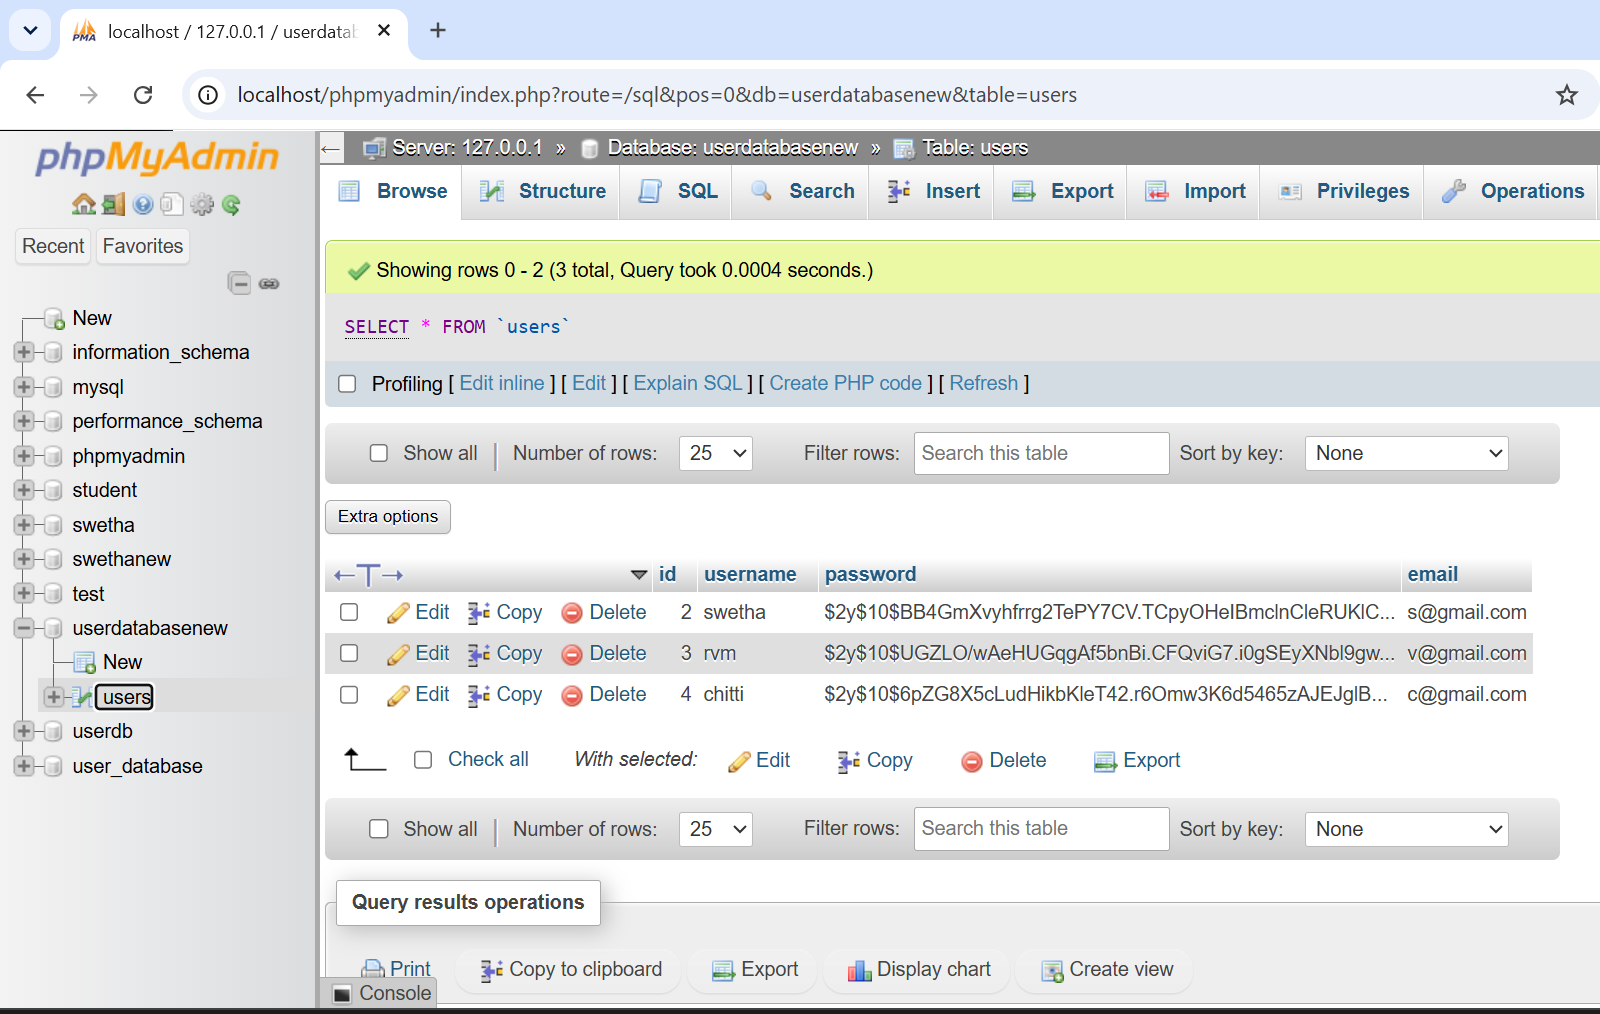 localhost / 127.0.0.1 / userdatab
localhost/phpmyadmin/index.php?route=/sql&pos=0&db=userdatabasenew&table=users
phpMyAdmin
Recent Favorites
New
information_schema
mysql
performance_schema
phpmyadmin
student
swetha
swethanew
test
userdatabasenew
New
users
userdb
user_database
Server: 127.0.0.1 » Database: userdatabasenew » Table: users
Browse Structure SQL Search Insert Export Import Privileges Operations
Showing rows 0 - 2 (3 total, Query took 0.0004 seconds.)
SELECT * FROM `users`
Profiling [ Edit inline ] [ Edit ] [ Explain SQL ] [ Create PHP code ] [ Refresh ]
Show all | Number of rows: 25 Filter rows: Search this table Sort by key: None
Extra options
←T→ id username password email
Edit Copy Delete 2 swetha $2y$10$BB4GmXvyhfrrg2TePY7CV.TCpyOHeIBmclnCleRUKlC... s@gmail.com
Edit Copy Delete 3 rvm $2y$10$UGZLO/wAeHUGqgAf5bnBi.CFQviG7.i0gSEyXNbl9gw... v@gmail.com
Edit Copy Delete 4 chitti $2y$10$6pZG8X5cLudHikbKleT42.r6Omw3K6d5465zAJEJglB... c@gmail.com
Check all With selected: Edit Copy Delete Export
Show all | Number of rows: 25 Filter rows: Search this table Sort by key: None
Query results operations
Print Copy to clipboard Export Display chart Create view
Console